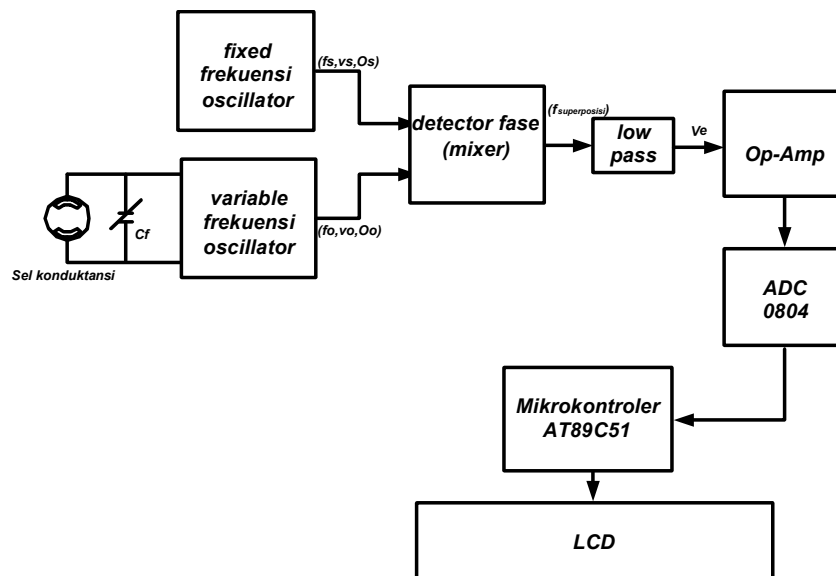 fixed
frekuensi
oscillator
(fs,vs,Os)
detector fase
(mixer)
(fsuperposisi)
low
pass
Ve
Op-Amp
variable
frekuensi
oscillator
(fo,vo,Oo)
Cf
Sel konduktansi
ADC
0804
Mikrokontroler
AT89C51
LCD